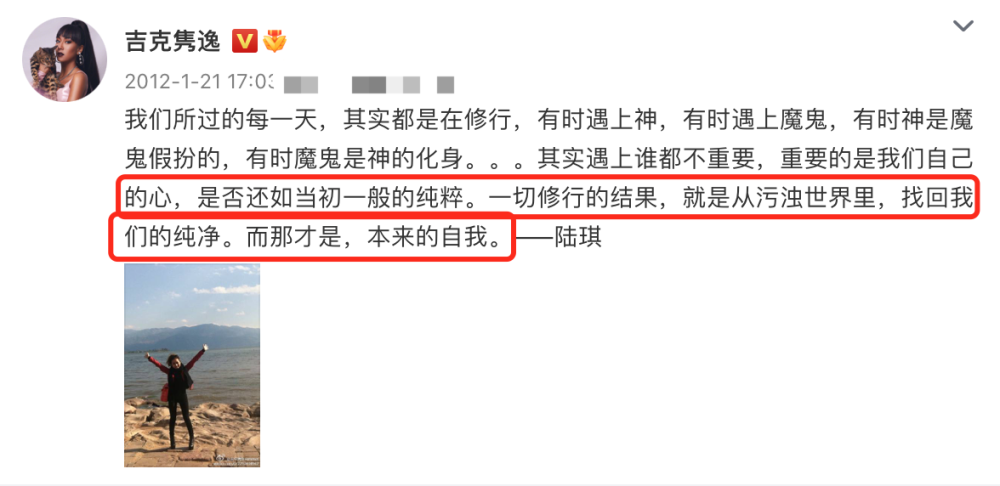 吉克隽逸
2012-1-21 17:03
我们所过的每一天，其实都是在修行，有时遇上神，有时遇上魔鬼，有时神是魔
鬼假扮的，有时魔鬼是神的化身。。。其实遇上谁都不重要，重要的是我们自己
的心，是否还如当初一般的纯粹。一切修行的结果，就是从污浊世界里，找回我
们的纯净。而那才是，本来的自我。——陆琪